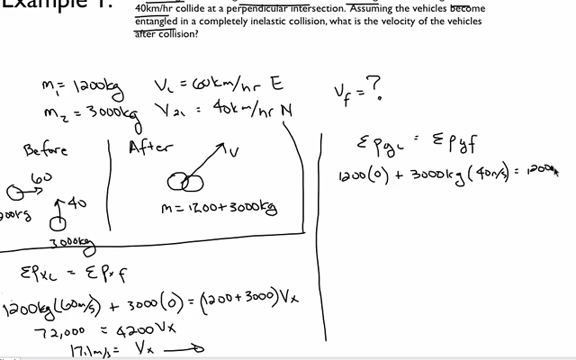 Example 1:
40km/hr collide at a perpendicular intersection. Assuming the vehicles become
entangled in a completely inelastic collision, what is the velocity of the vehicles
after collision?
m₁ = 1200kg V₁ᵢ = 60km/hr E
m₂ = 3000kg V₂ᵢ = 40km/hr N
Vf = ?
Before
After
60
40
3000kg
V
m = 1200 + 3000kg
Σpyᵢ = Σpyf
1200(0) + 3000kg(40m/s) = 1200
Σpxᵢ = Σpxf
1200kg(60m/s) + 3000(0) = (1200 + 3000)Vx
72,000 = 4200Vx
17.1m/s = Vx →